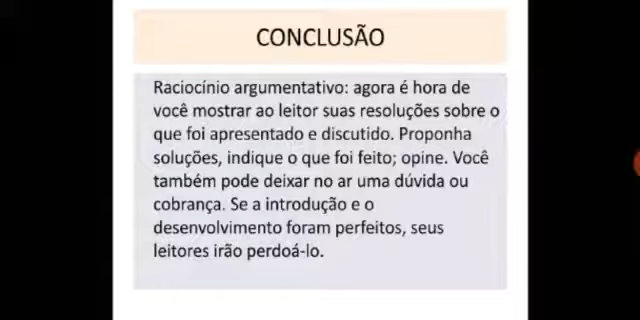 CONCLUSÃO
Raciocínio argumentativo: agora é hora de
você mostrar ao leitor suas resoluções sobre o
que foi apresentado e discutido. Proponha
soluções, indique o que foi feito; opine. Você
também pode deixar no ar uma dúvida ou
cobrança. Se a introdução e o
desenvolvimento foram perfeitos, seus
leitores irão perdoá-lo.